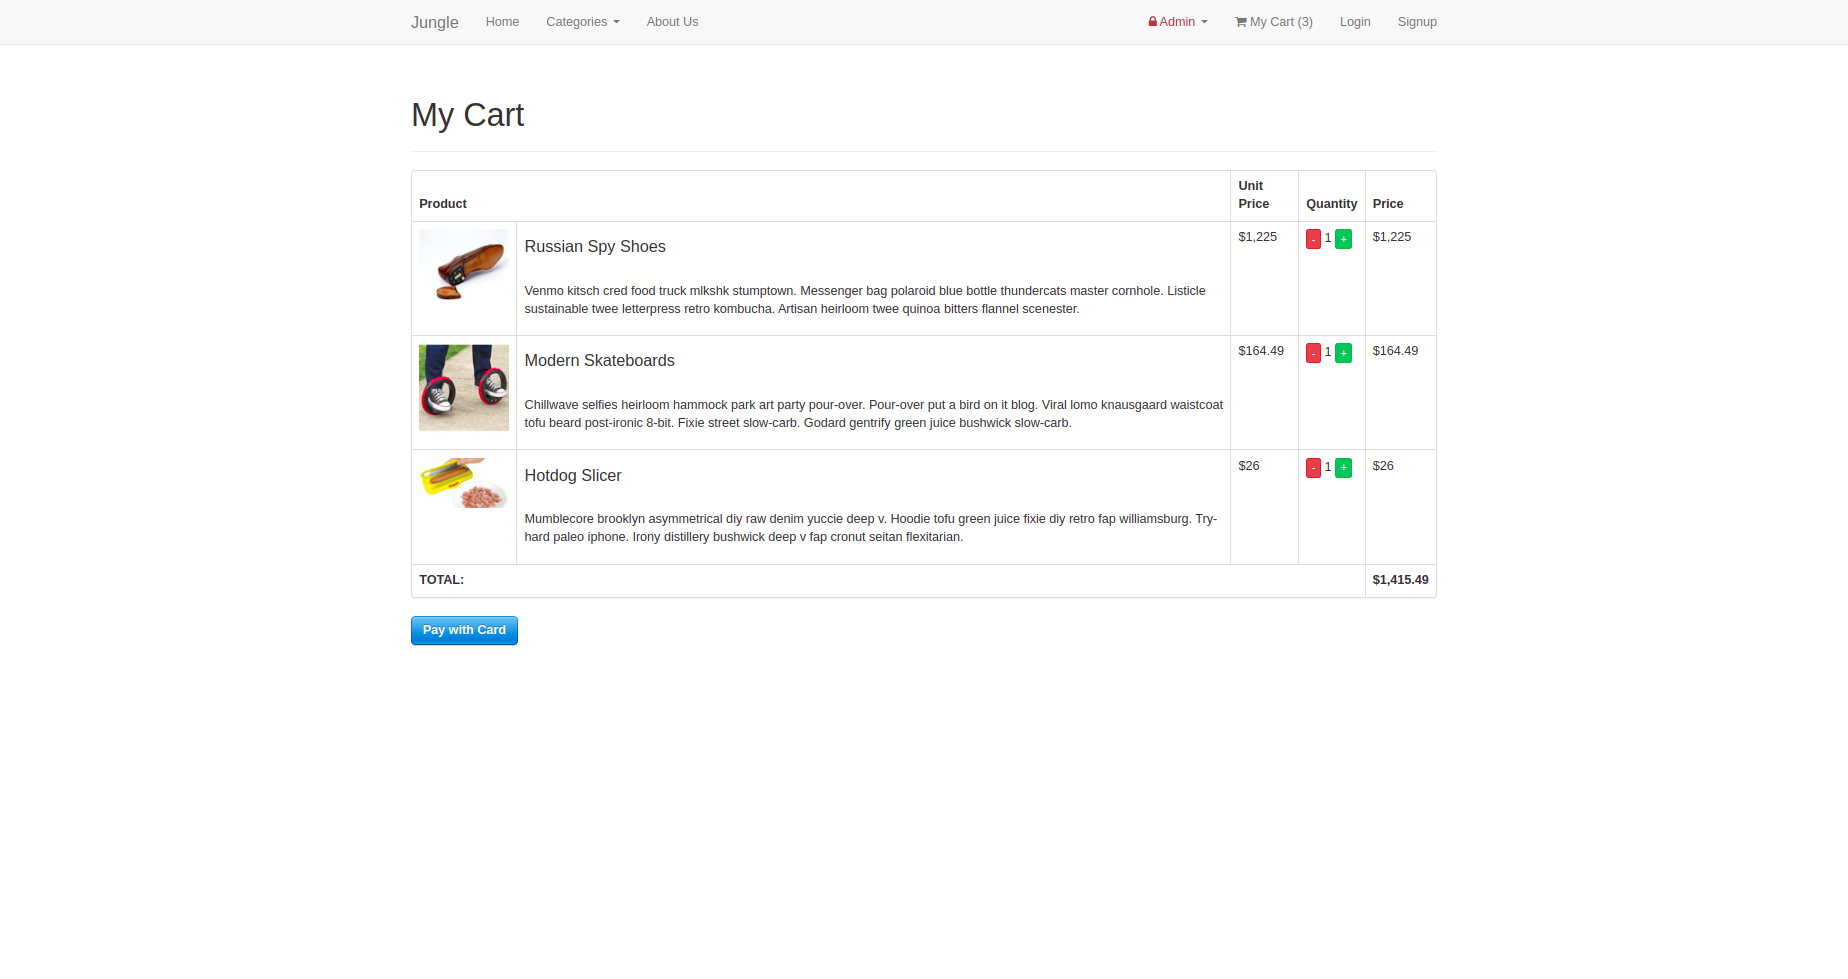 Jungle Home Categories About Us Admin My Cart (3) Login Signup
My Cart
Product Unit Price Quantity Price
Russian Spy Shoes $1,225 - 1 + $1,225
Venmo kitsch cred food truck mlkshk stumptown. Messenger bag polaroid blue bottle thundercats master cornhole. Listicle
sustainable twee letterpress retro kombucha. Artisan heirloom twee quinoa bitters flannel scenester.
Modern Skateboards $164.49 - 1 + $164.49
Chillwave selfies heirloom hammock park art party pour-over. Pour-over put a bird on it blog. Viral lomo knausgaard waistcoat
tofu beard post-ironic 8-bit. Fixie street slow-carb. Godard gentrify green juice bushwick slow-carb.
Hotdog Slicer $26 - 1 + $26
Mumblecore brooklyn asymmetrical diy raw denim yuccie deep v. Hoodie tofu green juice fixie diy retro fap williamsburg. Try-
hard paleo iphone. Irony distillery bushwick deep v fap cronut seitan flexitarian.
TOTAL: $1,415.49
Pay with Card